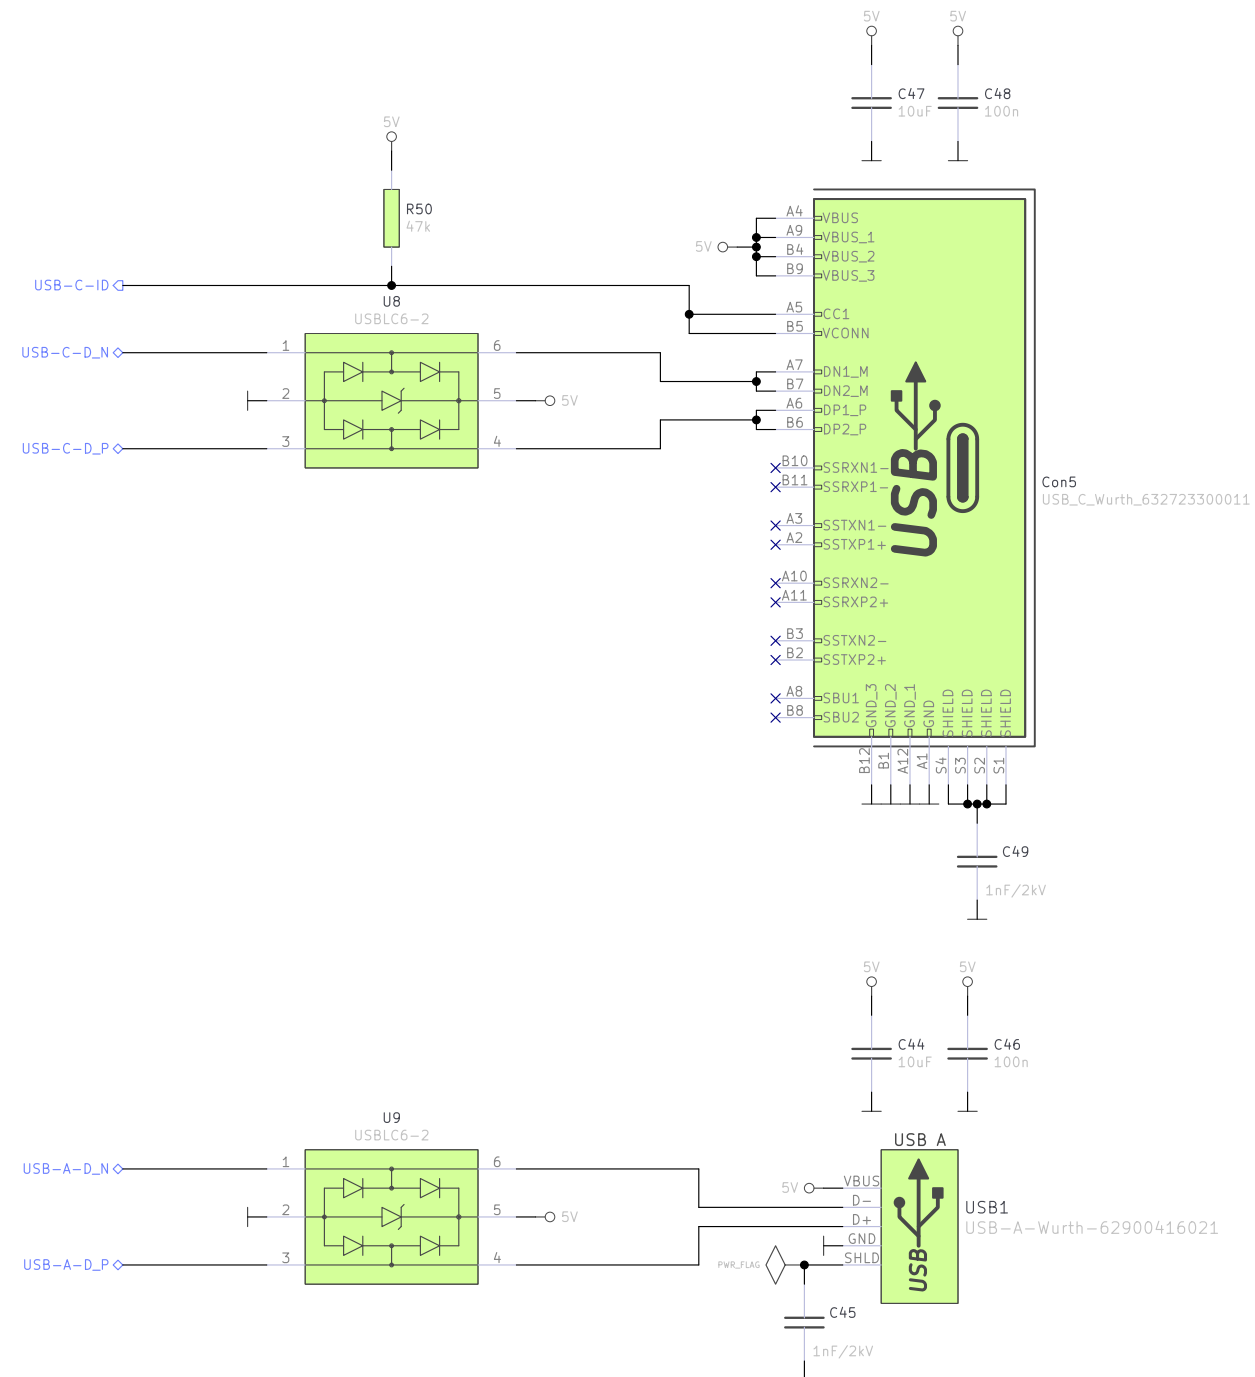 5V
5V
C47
10uF
C48
100n
5V
R50
47k
USB-C-ID
U8
USBLC6-2
USB-C-D_N
1
6
2
5
5V
USB-C-D_P
3
4
5V
A4
VBUS
A9
VBUS_1
B4
VBUS_2
B9
VBUS_3
A5
CC1
B5
VCONN
A7
DN1_M
B7
DN2_M
A6
DP1_P
B6
DP2_P
B10
SSRXN1-
B11
SSRXP1-
A3
SSTXN1-
A2
SSTXP1+
A10
SSRXN2-
A11
SSRXP2+
B3
SSTXN2-
B2
SSTXP2+
A8
SBU1
B8
SBU2
USB
Con5
USB_C_Wurth_632723300011
GND_3
GND_2
GND_1
GND
SHIELD
SHIELD
SHIELD
SHIELD
B12
B1
A12
A1
S4
S3
S2
S1
C49
1nF/2kV
5V
5V
C44
10uF
C46
100n
U9
USBLC6-2
USB-A-D_N
1
6
2
5
5V
USB-A-D_P
3
4
USB A
5V
VBUS
D-
D+
GND
SHLD
USB
USB1
USB-A-Wurth-62900416021
PWR_FLAG
C45
1nF/2kV